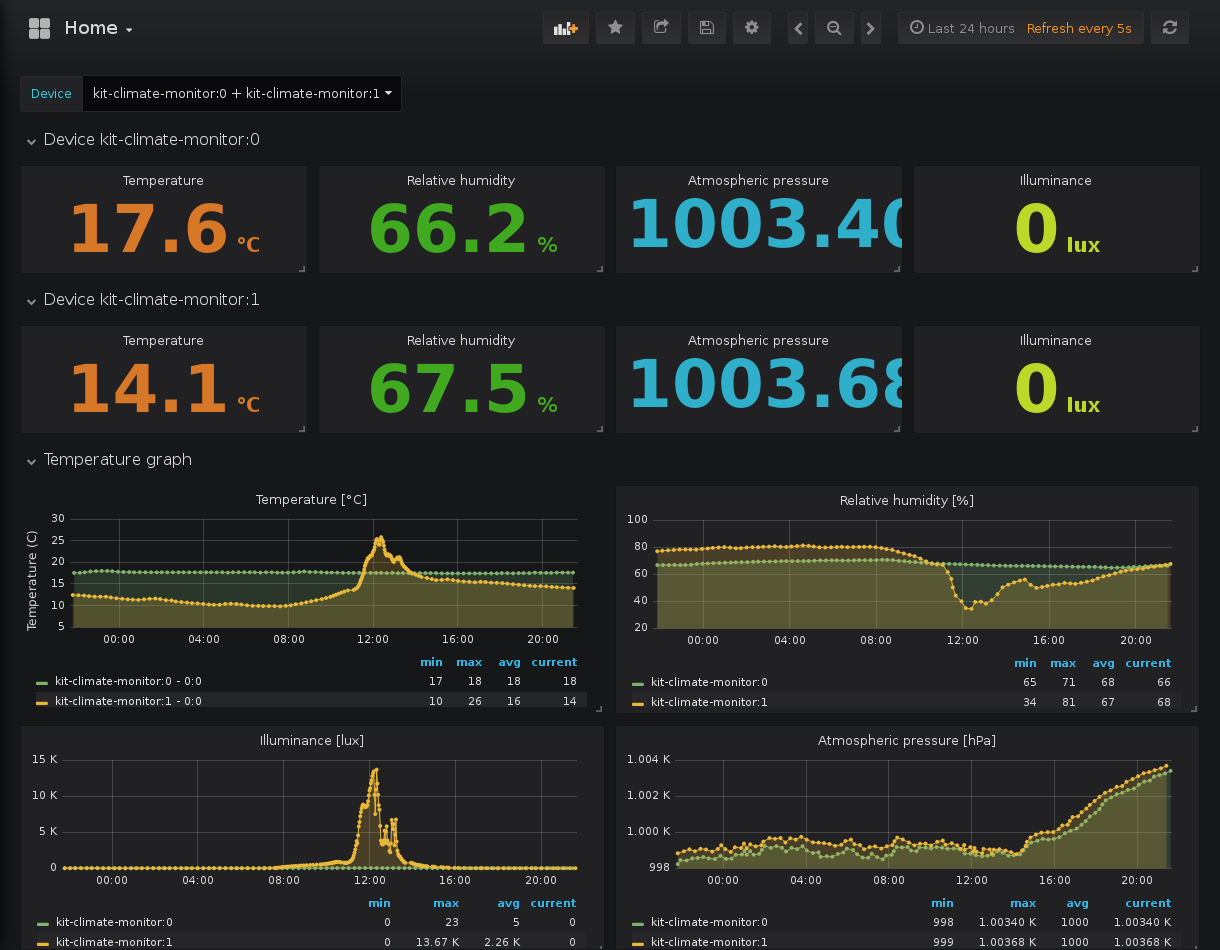 Home
Last 24 hours Refresh every 5s
Device kit-climate-monitor:0 + kit-climate-monitor:1
Device kit-climate-monitor:0
Temperature Relative humidity Atmospheric pressure Illuminance
17.6 °C 66.2 % 1003.40 0 lux
Device kit-climate-monitor:1
Temperature Relative humidity Atmospheric pressure Illuminance
14.1 °C 67.5 % 1003.68 0 lux
Temperature graph
Temperature [°C]
Temperature (C)
30
25
20
15
10
5
00:00 04:00 08:00 12:00 16:00 20:00
min max avg current
kit-climate-monitor:0 - 0:0 17 18 18 18
kit-climate-monitor:1 - 0:0 10 26 16 14
Relative humidity [%]
100
80
60
40
20
00:00 04:00 08:00 12:00 16:00 20:00
min max avg current
kit-climate-monitor:0 65 71 68 66
kit-climate-monitor:1 34 81 67 68
Illuminance [lux]
15 K
10 K
5 K
0
00:00 04:00 08:00 12:00 16:00 20:00
min max avg current
kit-climate-monitor:0 0 23 5 0
kit-climate-monitor:1 0 13.67 K 2.26 K 0
Atmospheric pressure [hPa]
1.004 K
1.002 K
1.000 K
998
00:00 04:00 08:00 12:00 16:00 20:00
min max avg current
kit-climate-monitor:0 998 1.00340 K 1000 1.00340 K
kit-climate-monitor:1 999 1.00368 K 1000 1.00368 K